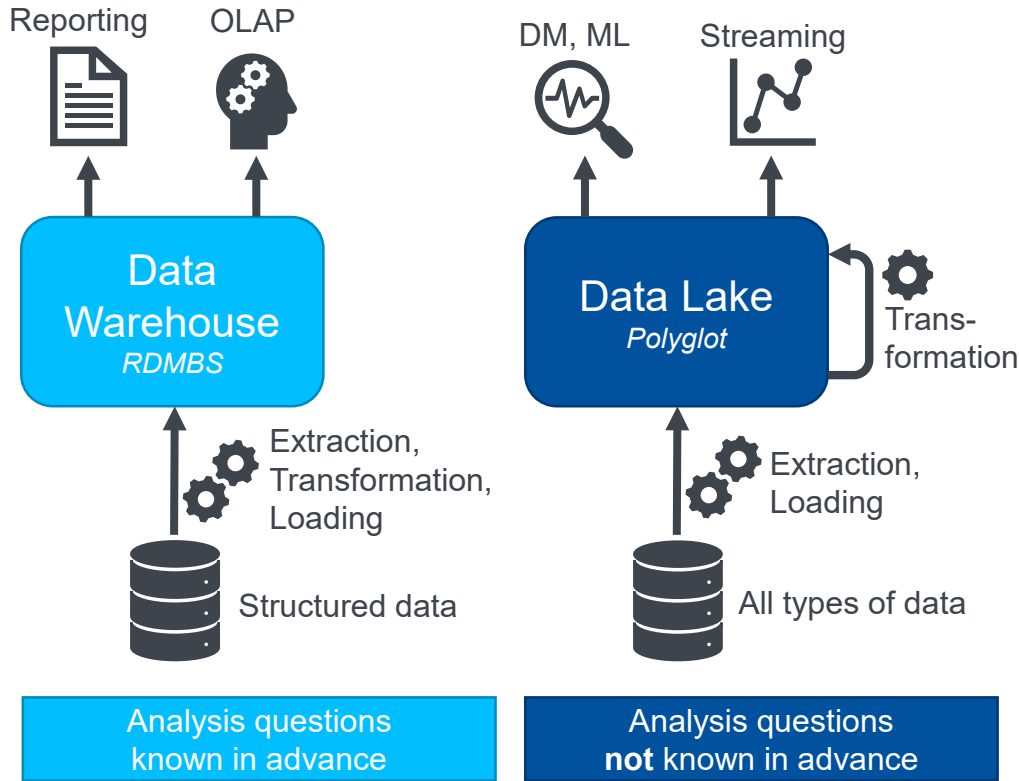 Reporting
OLAP
DM, ML
Streaming
Data
Warehouse
RDMBS
Data Lake
Polyglot
Trans-
formation
Extraction,
Transformation,
Loading
Extraction,
Loading
Structured data
All types of data
Analysis questions
known in advance
Analysis questions
not known in advance